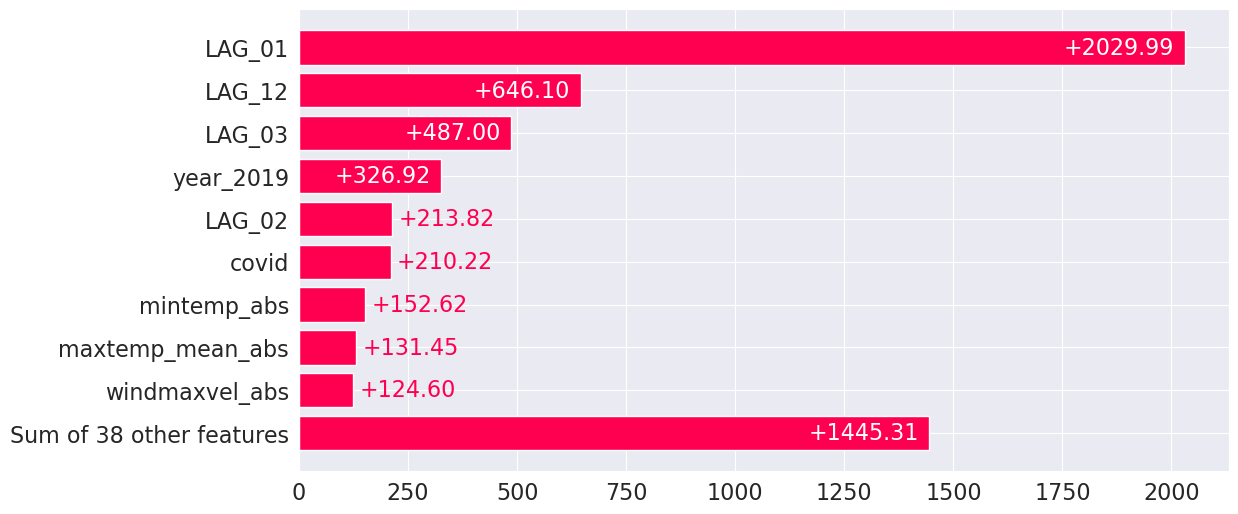 LAG_01 +2029.99
LAG_12 +646.10
LAG_03 +487.00
year_2019 +326.92
LAG_02 +213.82
covid +210.22
mintemp_abs +152.62
maxtemp_mean_abs +131.45
windmaxvel_abs +124.60
Sum of 38 other features +1445.31
0 250 500 750 1000 1250 1500 1750 2000